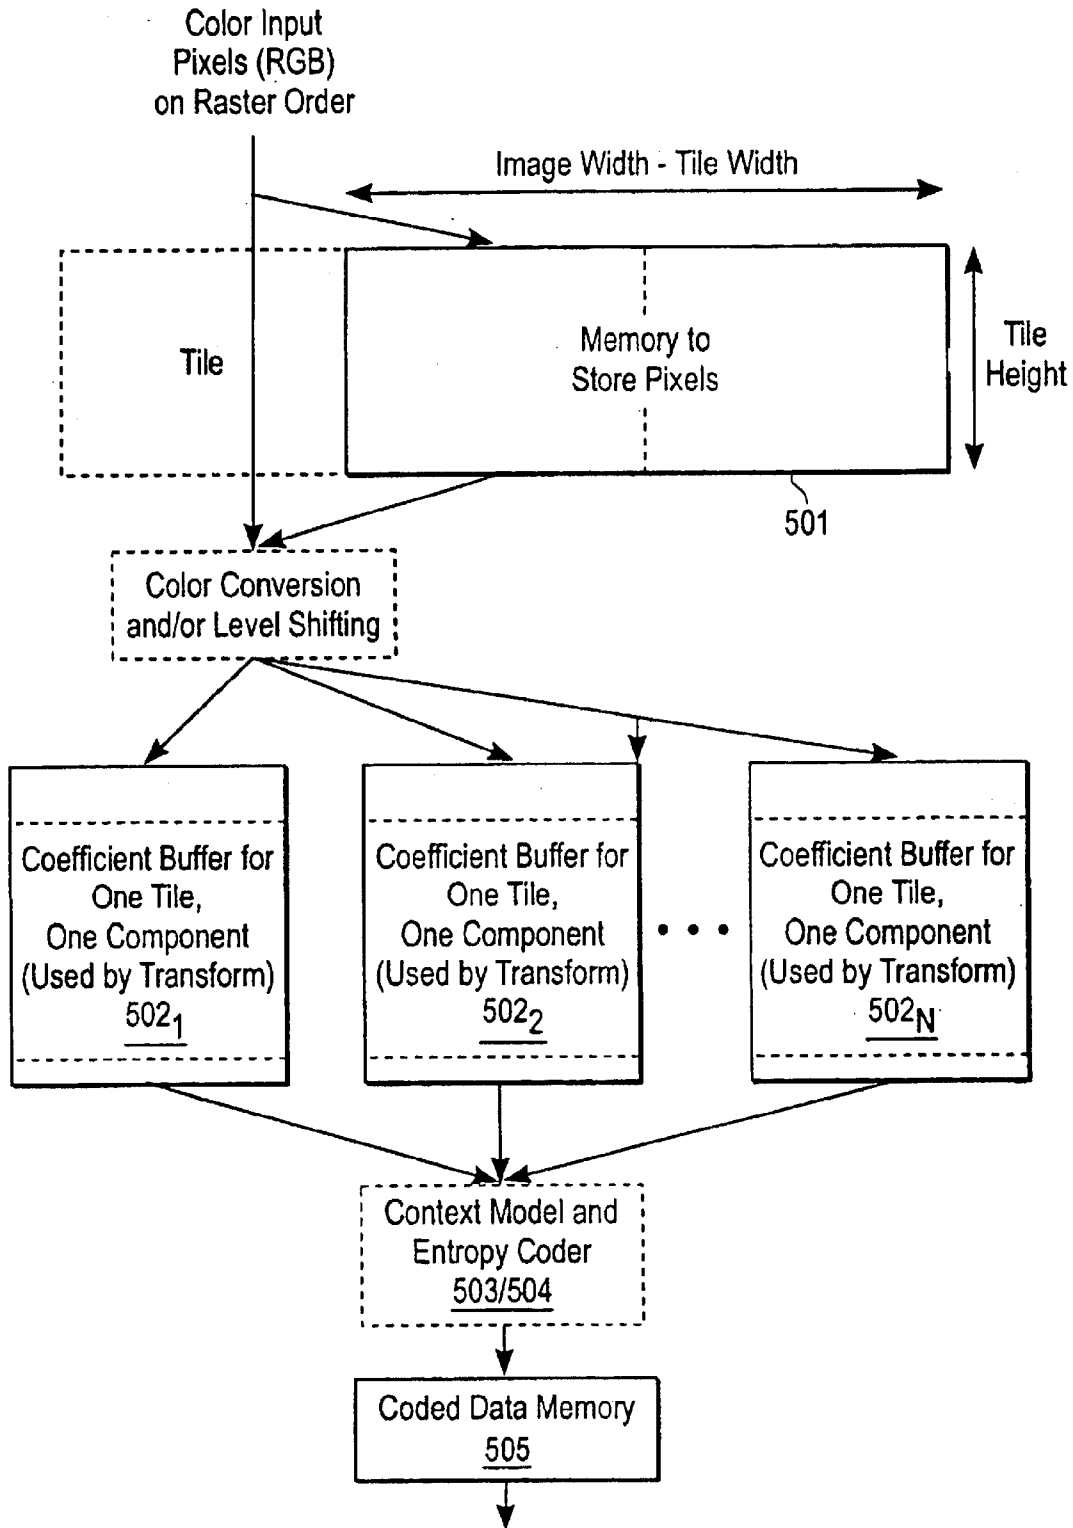 Color Input
Pixels (RGB)
on Raster Order
Image Width - Tile Width
Tile
Memory to
Store Pixels
Tile
Height
501
Color Conversion
and/or Level Shifting
Coefficient Buffer for
One Tile,
One Component
(Used by Transform)
502₁
Coefficient Buffer for
One Tile,
One Component
(Used by Transform)
502₂
• • •
Coefficient Buffer for
One Tile,
One Component
(Used by Transform)
502N
Context Model and
Entropy Coder
503/504
Coded Data Memory
505